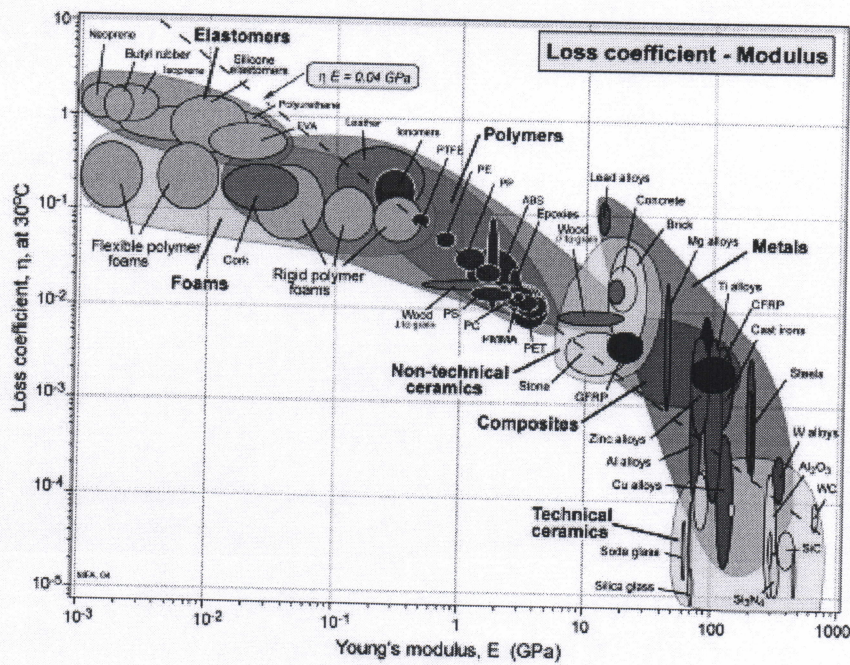 Loss coefficient - Modulus
10
1
10⁻¹
10⁻²
10⁻³
10⁻⁴
10⁻⁵
Loss coefficient, η, at 30°C
Neoprene
Butyl rubber
Isoprene
Elastomers
Silicone
elastomers
η E = 0.04 GPa
Polyurethane
EVA
Leather
Ionomers
Polymers
PTFE
PE
PP
ABS
Epoxies
Wood
Lead alloys
Concrete
Brick
Mg alloys
Metals
Ti alloys
CFRP
Cast irons
Steels
W alloys
Al₂O₃
WC
SiC
Si₃N₄
Flexible polymer
foams
Foams
Cork
Rigid polymer
foams
Wood
⊥ to grain
PS
PC
PMMA
PET
Non-technical
ceramics
Stone
GFRP
Composites
Zinc alloys
Al alloys
Cu alloys
Technical
ceramics
Soda glass
Silica glass
MFA, 04
10⁻³
10⁻²
10⁻¹
1
10
100
1000
Young's modulus, E (GPa)